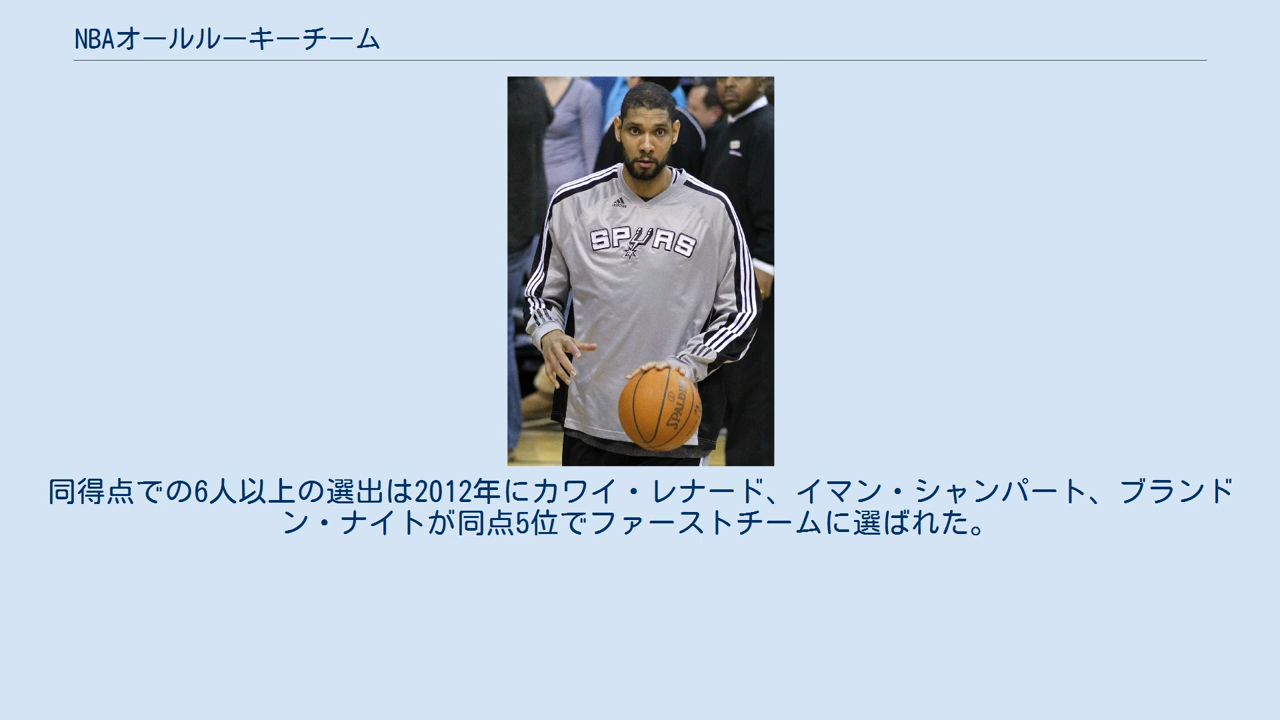 NBAオールルーキーチーム
SPURS
SPALDING
同得点での6人以上の選出は2012年にカワイ・レナード、イマン・シャンパート、ブランド
ン・ナイトが同点5位でファーストチームに選ばれた。